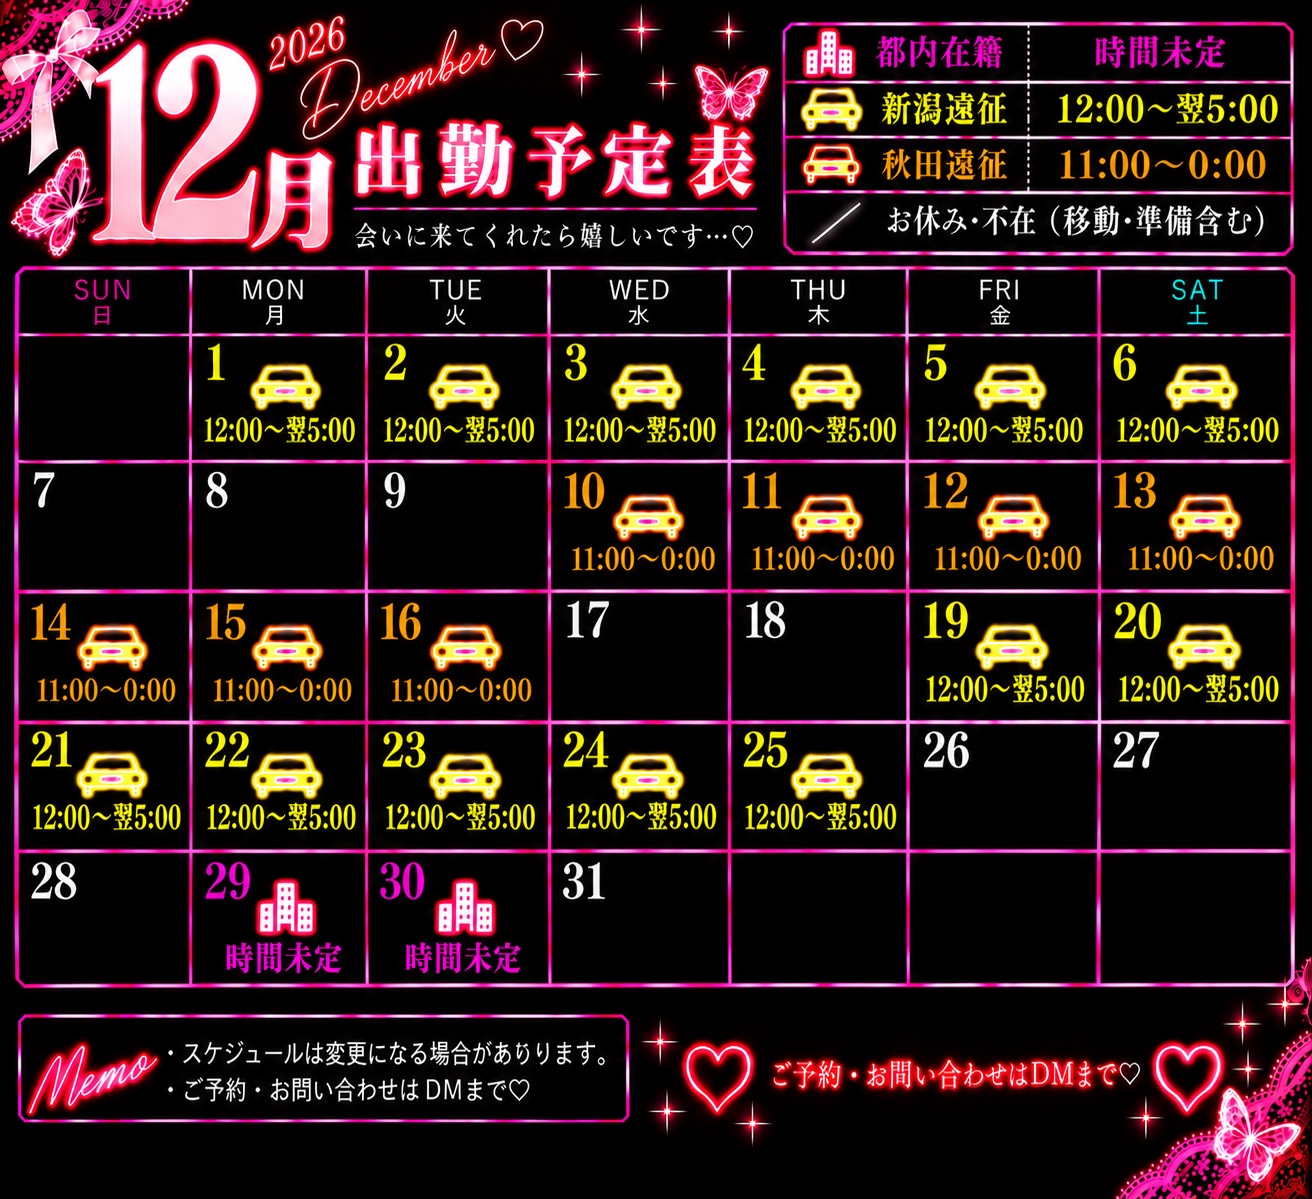 12月
2026
December♡
出勤予定表
会いに来てくれたら嬉しいです…♡
都内在籍 時間未定
新潟遠征 12:00〜翌5:00
秋田遠征 11:00〜0:00
お休み・不在（移動・準備含む）
SUN MON TUE WED THU FRI SAT
日 月 火 水 木 金 土
1 2 3 4 5 6
12:00〜翌5:00 12:00〜翌5:00 12:00〜翌5:00 12:00〜翌5:00 12:00〜翌5:00 12:00〜翌5:00
7 8 9 10 11 12 13
11:00〜0:00 11:00〜0:00 11:00〜0:00 11:00〜0:00
14 15 16 17 18 19 20
11:00〜0:00 11:00〜0:00 11:00〜0:00 12:00〜翌5:00 12:00〜翌5:00
21 22 23 24 25 26 27
12:00〜翌5:00 12:00〜翌5:00 12:00〜翌5:00 12:00〜翌5:00 12:00〜翌5:00
28 29 30 31
時間未定 時間未定
Memo
・スケジュールは変更になる場合があります。
・ご予約・お問い合わせは DMまで♡
ご予約・お問い合わせはDMまで♡